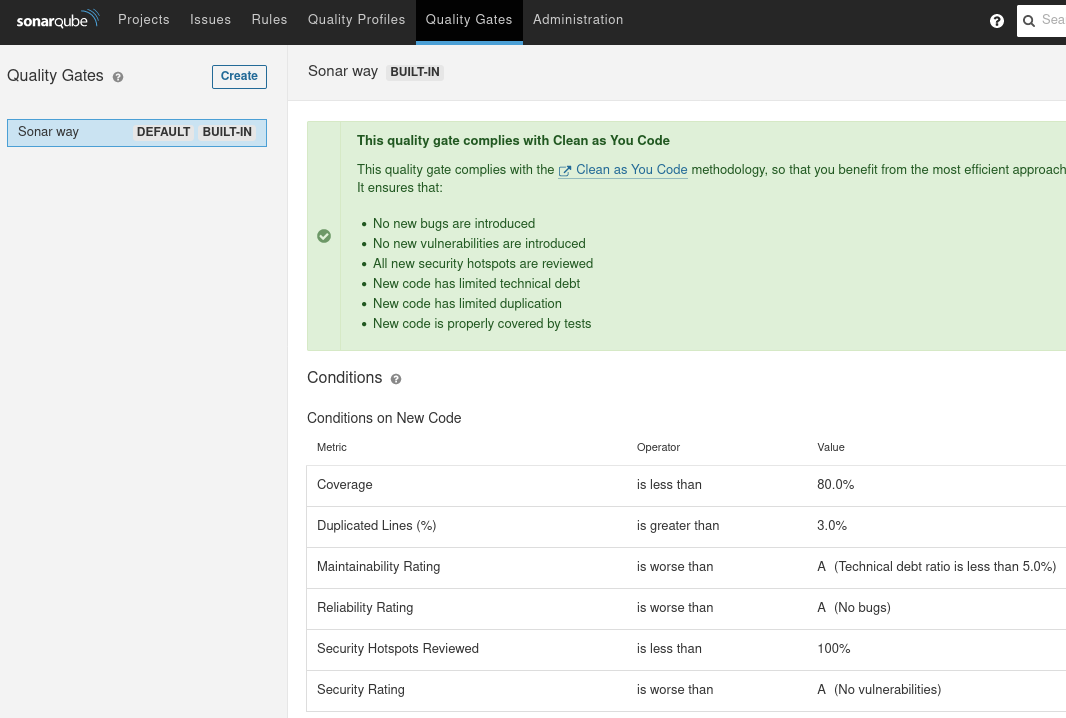 sonarqube Projects Issues Rules Quality Profiles Quality Gates Administration ? Sea
Quality Gates ? Create
Sonar way DEFAULT BUILT-IN
Sonar way BUILT-IN
This quality gate complies with Clean as You Code
This quality gate complies with the Clean as You Code methodology, so that you benefit from the most efficient approach
It ensures that:
• No new bugs are introduced
• No new vulnerabilities are introduced
• All new security hotspots are reviewed
• New code has limited technical debt
• New code has limited duplication
• New code is properly covered by tests
Conditions ?
Conditions on New Code
Metric Operator Value
Coverage is less than 80.0%
Duplicated Lines (%) is greater than 3.0%
Maintainability Rating is worse than A (Technical debt ratio is less than 5.0%)
Reliability Rating is worse than A (No bugs)
Security Hotspots Reviewed is less than 100%
Security Rating is worse than A (No vulnerabilities)